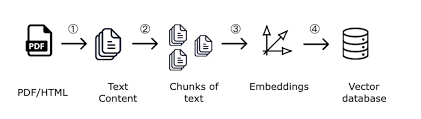 ① ② ③ ④
PDF
PDF/HTML
Text
Content
Chunks of
text
Embeddings
Vector
database